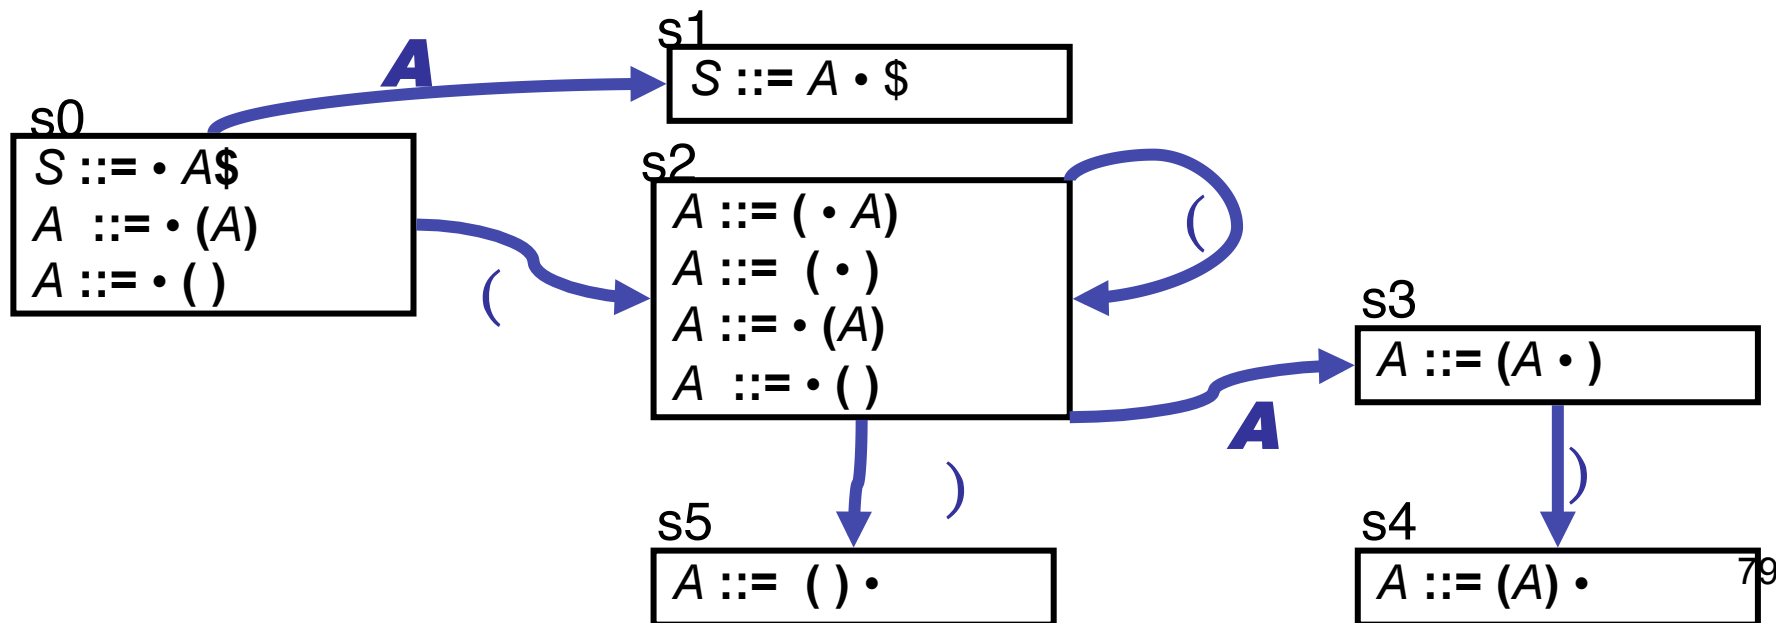 A
s1
S ::= A • $
s0
S ::= • A$
A ::= • (A)
A ::= • ( )
(
s2
A ::= ( • A)
A ::= ( • )
A ::= • (A)
A ::= • ( )
(
A
s3
A ::= (A • )
)
s5
A ::= ( ) •
)
s4
A ::= (A) •
79